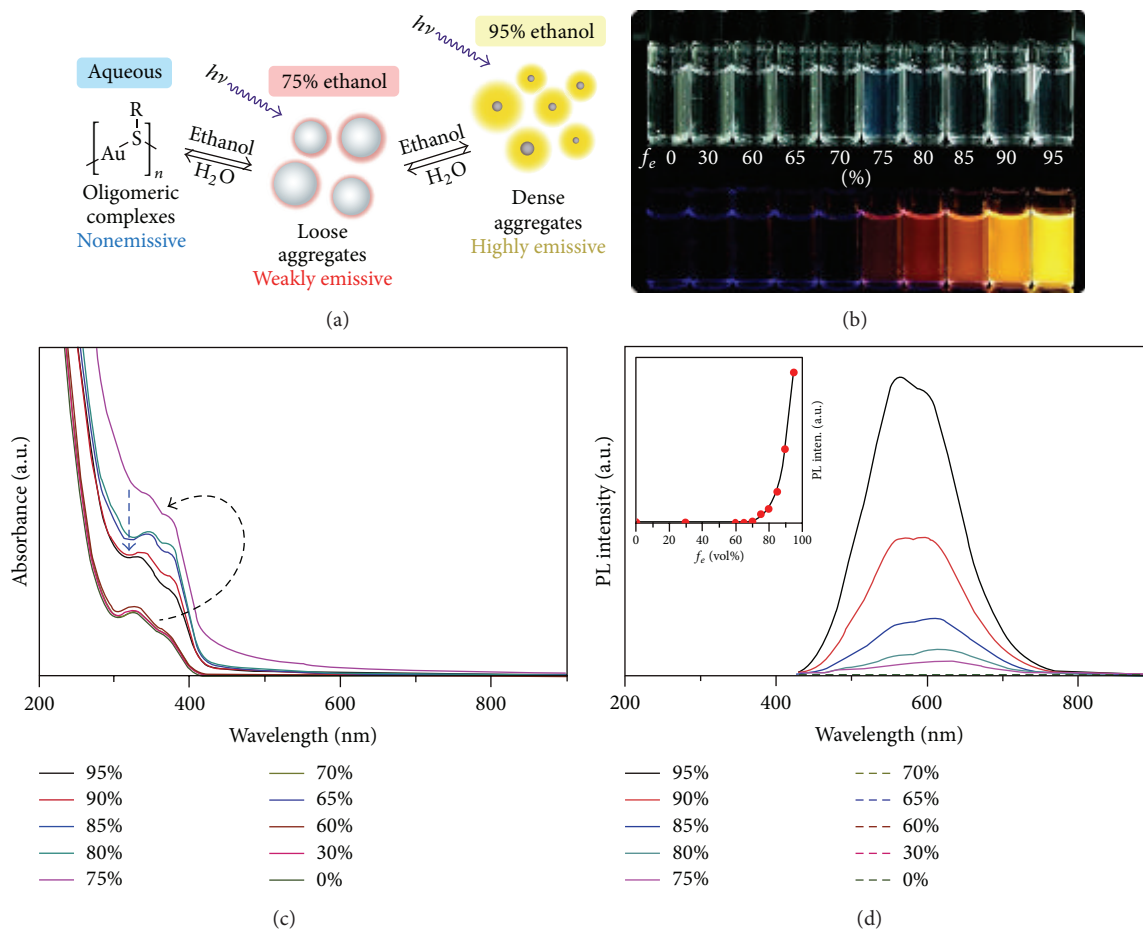 Aqueous
R
S
Au
n
Oligomeric
complexes
Nonemissive
Ethanol
H₂O
hν
75% ethanol
Loose
aggregates
Weakly emissive
Ethanol
H₂O
hν
95% ethanol
Dense
aggregates
Highly emissive
(a)
fₑ 0 30 60 65 70 75 80 85 90 95
(%)
(b)
Absorbance (a.u.)
200 400 600 800
Wavelength (nm)
95%
90%
85%
80%
75%
70%
65%
60%
30%
0%
(c)
PL intensity (a.u.)
PL inten. (a.u.)
0 20 40 60 80 100
fₑ (vol%)
200 400 600 800
Wavelength (nm)
95%
90%
85%
80%
75%
70%
65%
60%
30%
0%
(d)